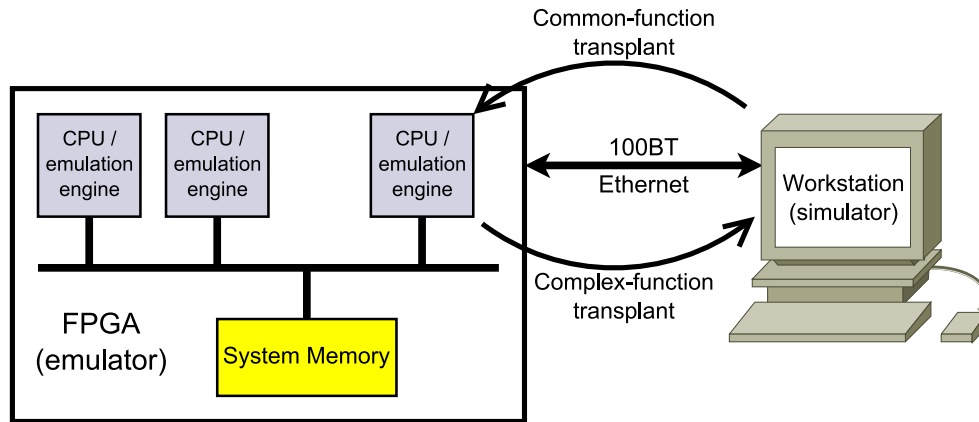 Common-function
transplant
CPU /
emulation
engine
CPU /
emulation
engine
CPU /
emulation
engine
100BT
Ethernet
Workstation
(simulator)
Complex-function
transplant
FPGA
(emulator)
System Memory